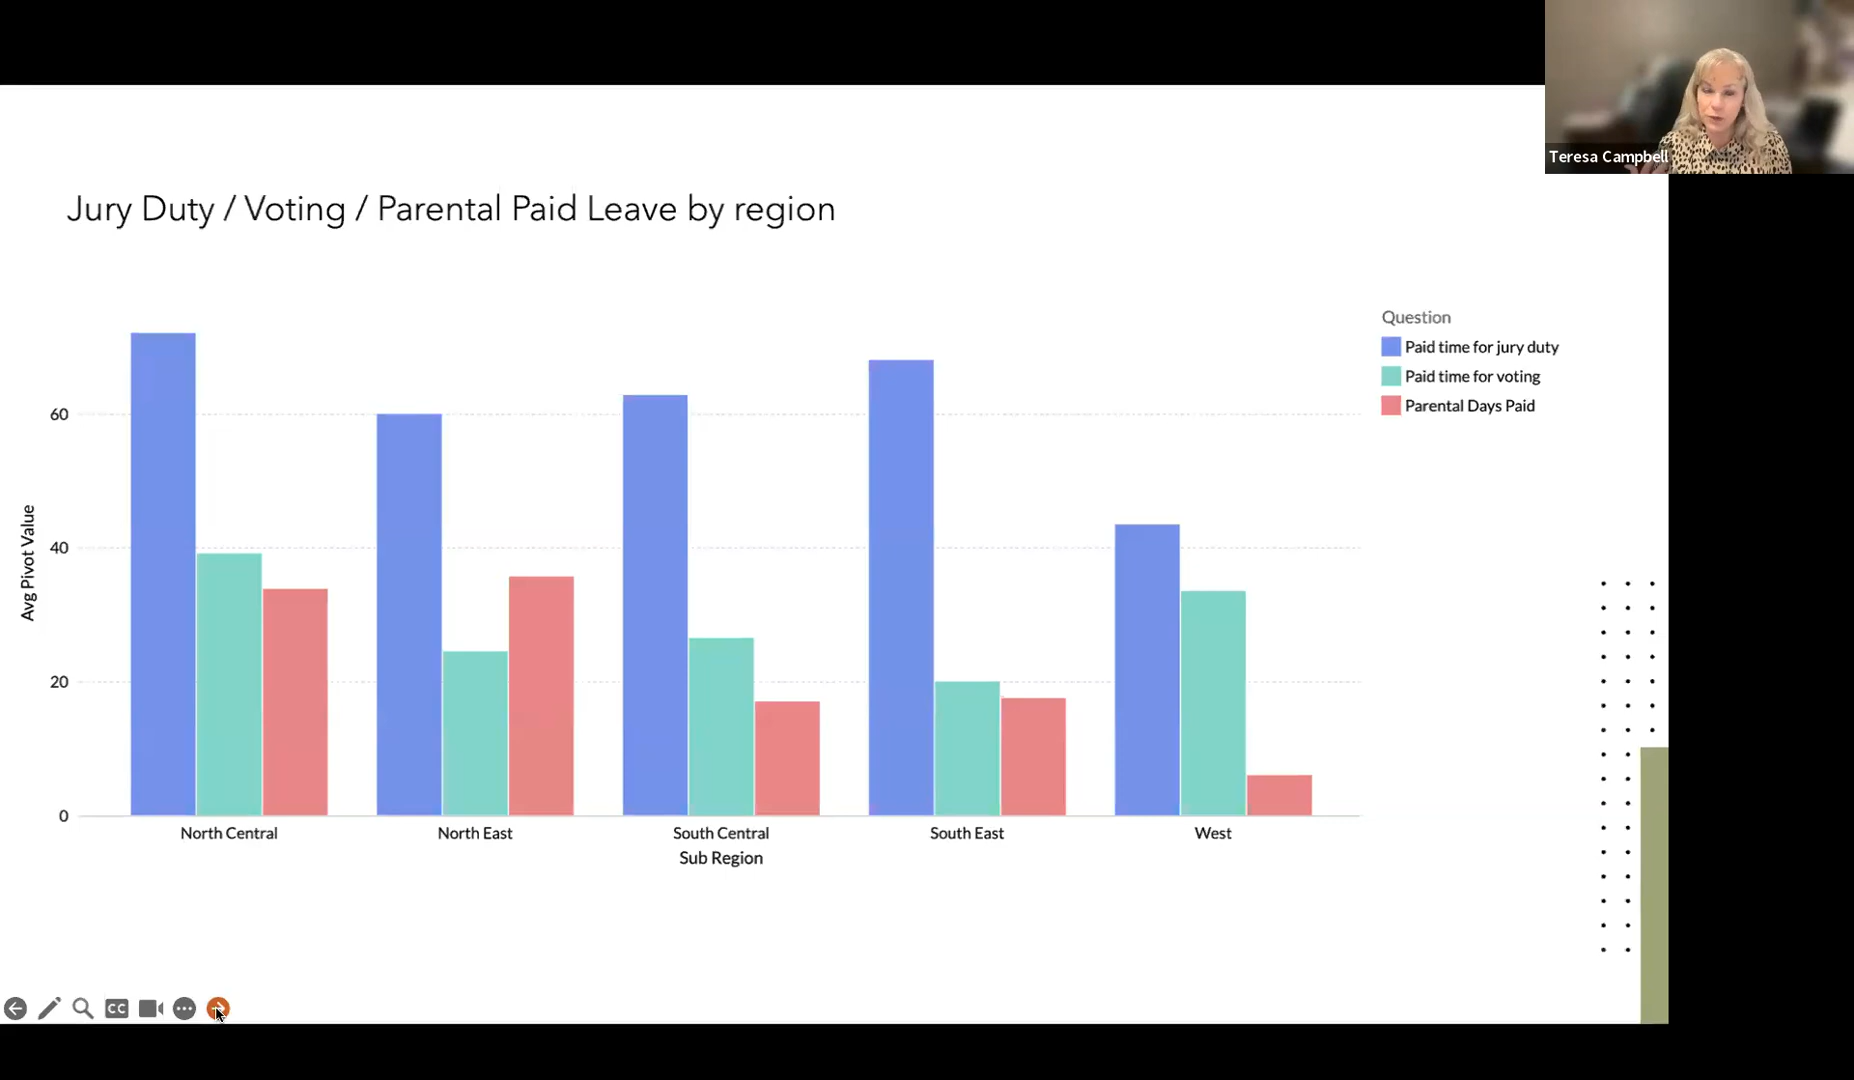 Teresa Campbell
Jury Duty / Voting / Parental Paid Leave by region
Question
Paid time for jury duty
Paid time for voting
Parental Days Paid
Avg Pivot Value
60
40
20
0
North Central
North East
South Central
South East
West
Sub Region
CC